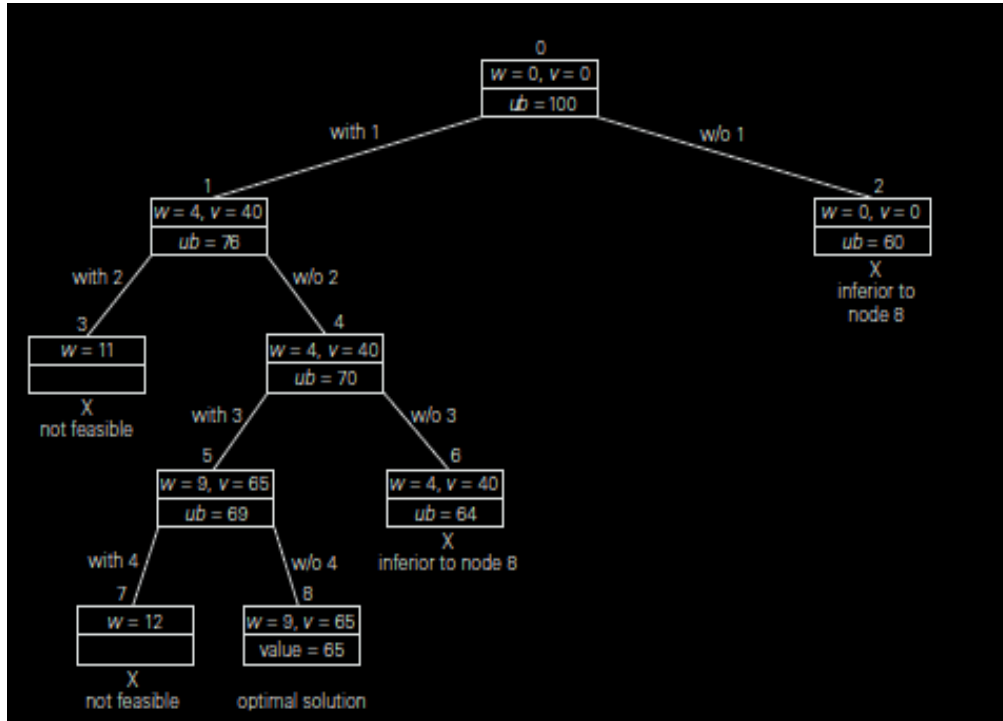 0
w = 0, v = 0
ub = 100
with 1
w/o 1
1
w = 4, v = 40
ub = 76
2
w = 0, v = 0
ub = 60
X
inferior to
node 8
with 2
w/o 2
3
w = 11
X
not feasible
4
w = 4, v = 40
ub = 70
with 3
w/o 3
5
w = 9, v = 65
ub = 69
6
w = 4, v = 40
ub = 64
X
inferior to node 8
with 4
w/o 4
7
w = 12
X
not feasible
8
w = 9, v = 65
value = 65
optimal solution